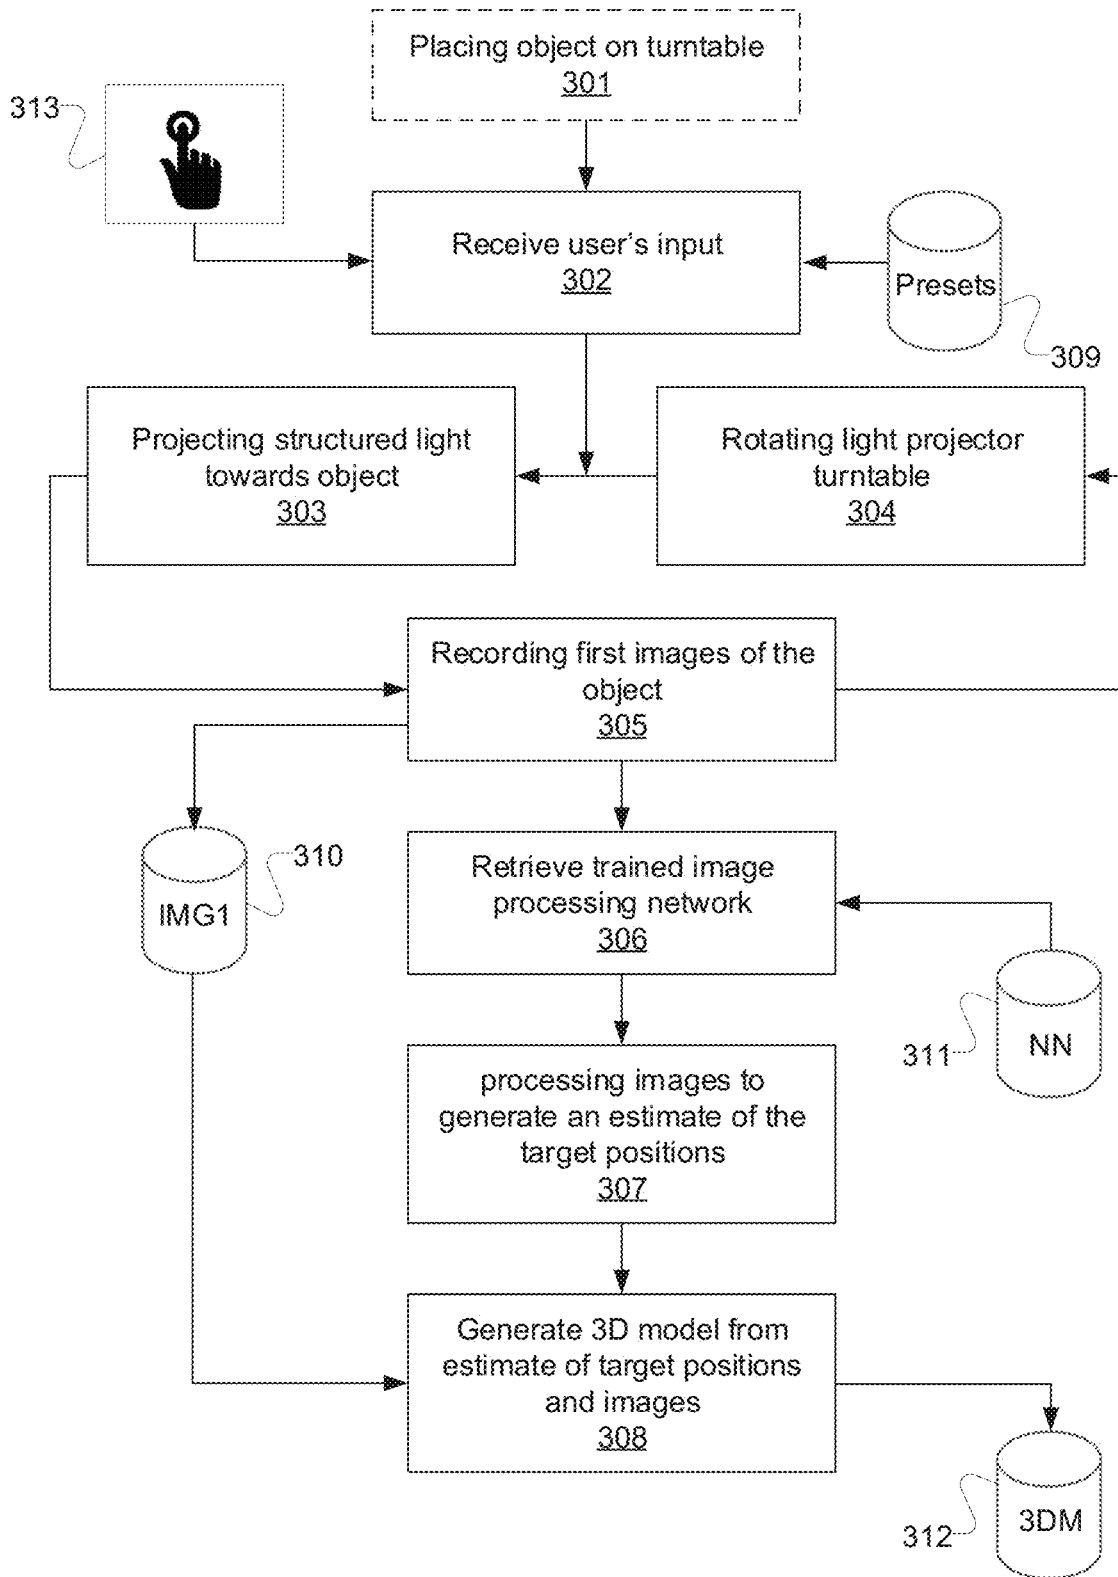 Placing object on turntable
301
313
Receive user's input
302
Presets
309
Projecting structured light
towards object
303
Rotating light projector
turntable
304
Recording first images of the
object
305
310
IMG1
Retrieve trained image
processing network
306
311
NN
processing images to
generate an estimate of the
target positions
307
Generate 3D model from
estimate of target positions
and images
308
312
3DM